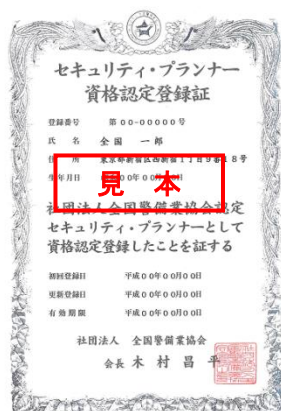 セキュリティ・プランナー
資格認定登録証
登録番号 第00-00000号
氏名 全国 一郎
住所 東京都新宿区西新宿1丁目9番18号
生年月日 00年00月00日
見本
社団法人全国警備業協会認定
セキュリティ・プランナーとして
資格認定登録したことを証する
初回登録日 平成00年00月00日
更新登録日 平成00年00月00日
有効期限 平成00年00月00日
社団法人 全国警備業協会
会長 木村昌平